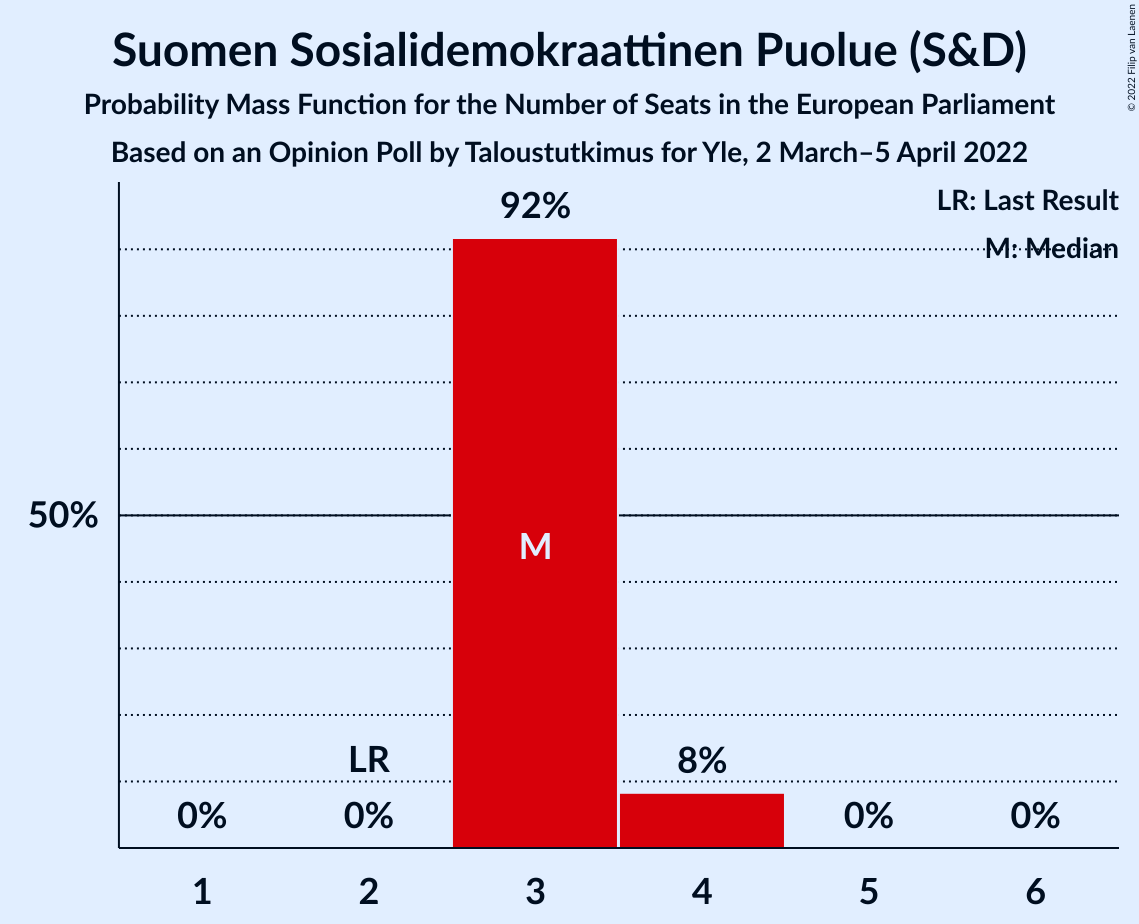 Suomen Sosialidemokraattinen Puolue (S&D)
Probability Mass Function for the Number of Seats in the European Parliament
Based on an Opinion Poll by Taloustutkimus for Yle, 2 March–5 April 2022
© 2022 Filip van Laenen
LR: Last Result
M: Median
92%
50%
M
LR
8%
0% 0% 0% 0%
1 2 3 4 5 6